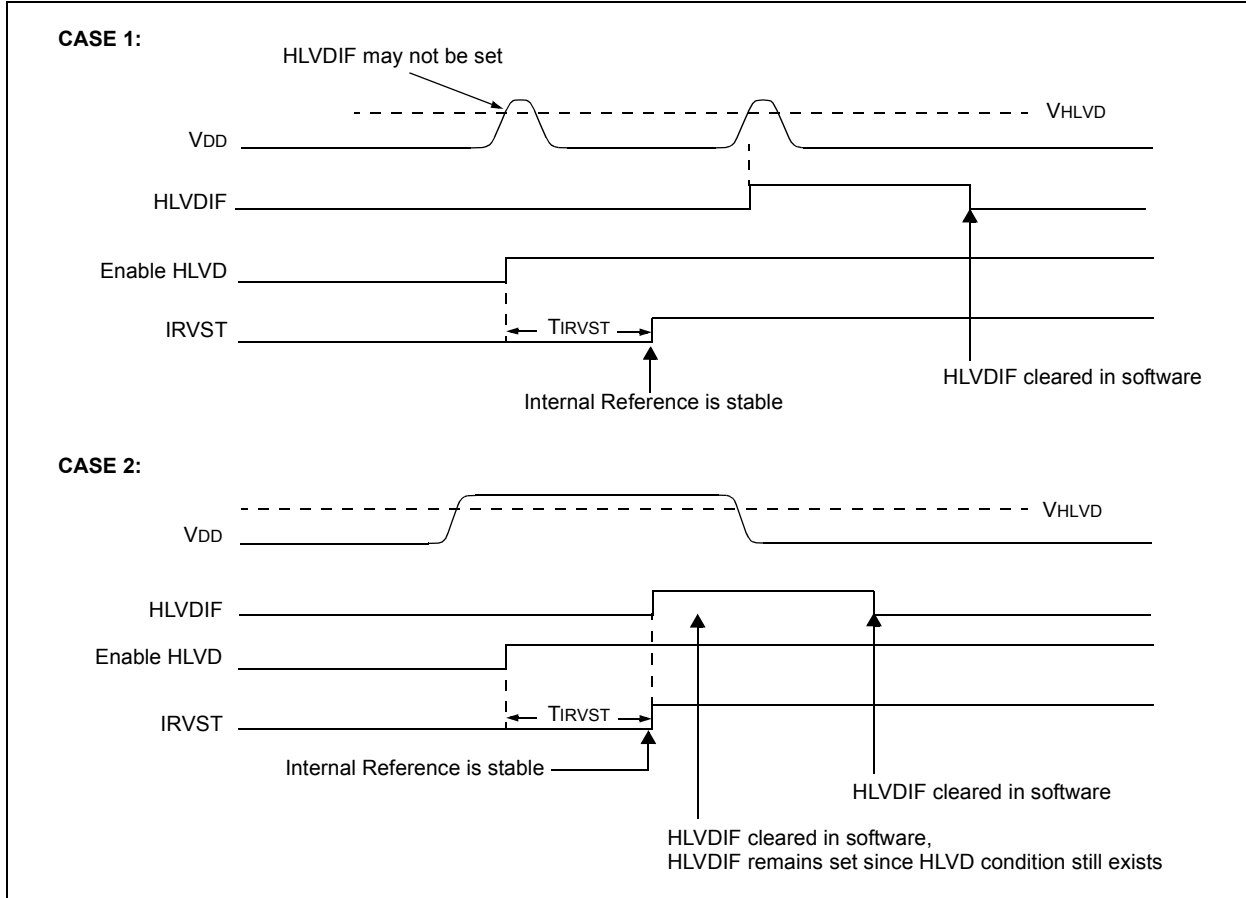 CASE 1:
HLVDIF may not be set
VHLVD
VDD
HLVDIF
Enable HLVD
TIRVST
IRVST
HLVDIF cleared in software
Internal Reference is stable
CASE 2:
VHLVD
VDD
HLVDIF
Enable HLVD
TIRVST
IRVST
Internal Reference is stable
HLVDIF cleared in software
HLVDIF cleared in software,
HLVDIF remains set since HLVD condition still exists